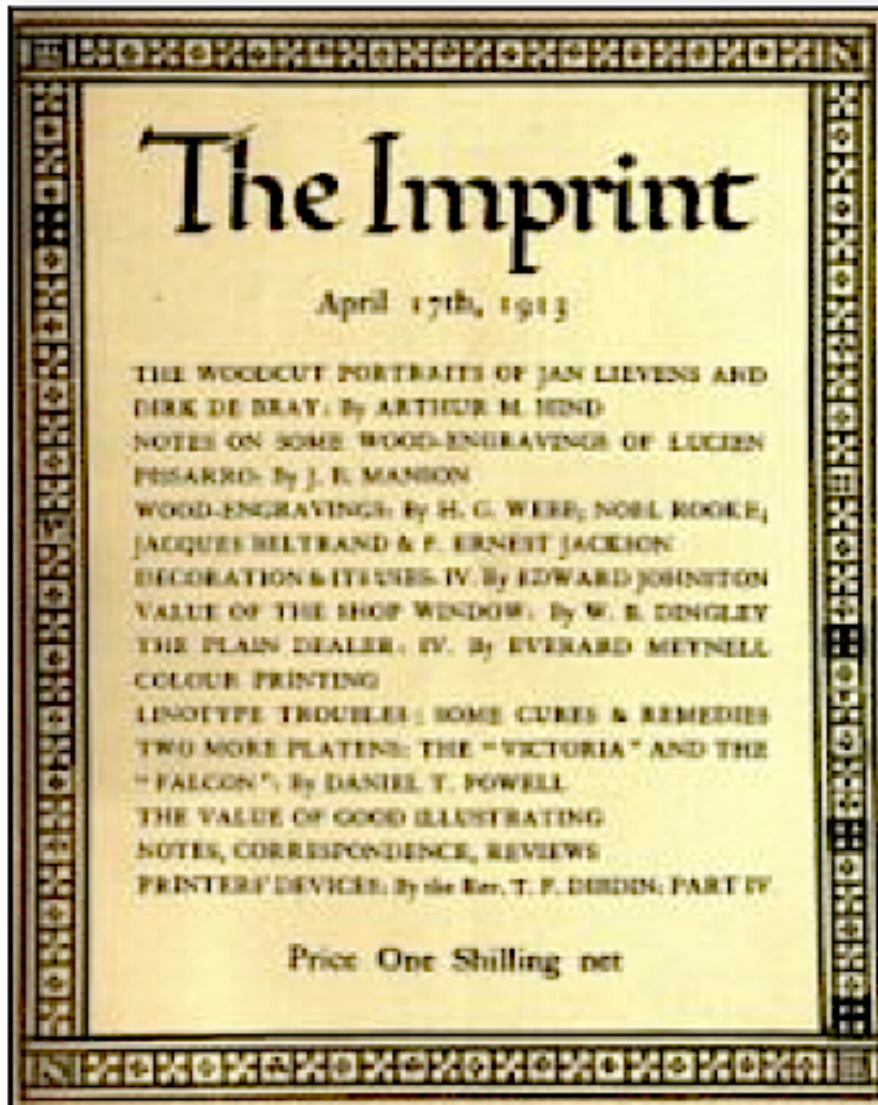 The Imprint
April 17th, 1913
THE WOODCUT PORTRAITS OF JAN LIEVENS AND
DIRK DE BRAY: By ARTHUR M. HIND
NOTES ON SOME WOOD-ENGRAVINGS OF LUCIEN
PISSARRO: By J. B. MANSON
WOOD-ENGRAVINGS: By H. G. WEBB; NOEL ROOKE;
JACQUES BELTRAND & F. ERNEST JACKSON
DECORATION & ITS USES: IV. By EDWARD JOHNSTON
VALUE OF THE SHOP WINDOW: By W. B. DINGLEY
THE PLAIN DEALER: IV. By EVERARD MEYNELL
COLOUR PRINTING
LINOTYPE TROUBLES; SOME CURES & REMEDIES
TWO MORE PLATENS: THE "VICTORIA" AND THE
"FALCON": By DANIEL T. POWELL
THE VALUE OF GOOD ILLUSTRATING
NOTES, CORRESPONDENCE, REVIEWS
PRINTERS' DEVICES: By the Rev. T. F. DIBDIN: PART IV
Price One Shilling net